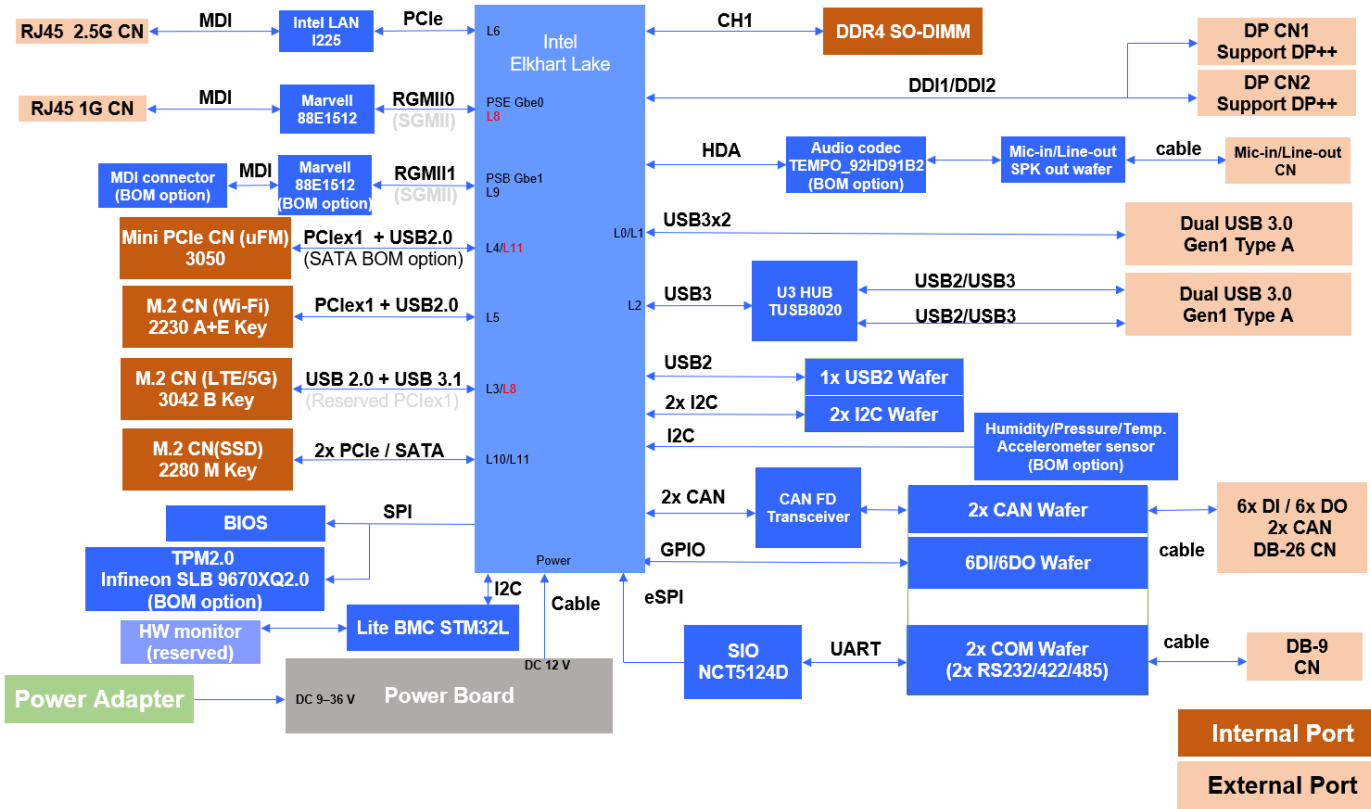 RJ45  2.5G CN
MDI
Intel LAN
I225
PCIe
L6
Intel
Elkhart Lake
CH1
DDR4 SO-DIMM
DP CN1
Support DP++
DDI1/DDI2
DP CN2
Support DP++
RJ45 1G CN
MDI
Marvell
88E1512
RGMII0
(SGMII)
PSE Gbe0
L8
HDA
Audio codec
TEMPO_92HD91B2
(BOM option)
Mic-in/Line-out
SPK out wafer
cable
Mic-in/Line-out
CN
MDI connector
(BOM option)
MDI
Marvell
88E1512
(BOM option)
RGMII1
(SGMII)
PSB Gbe1
L9
Mini PCIe CN (uFM)
3050
PCIex1  + USB2.0
(SATA BOM option)
L4/L11
L0/L1
USB3x2
Dual USB 3.0
Gen1 Type A
M.2 CN (Wi-Fi)
2230 A+E Key
PCIex1 + USB2.0
L5
L2
USB3
U3 HUB
TUSB8020
USB2/USB3
USB2/USB3
Dual USB 3.0
Gen1 Type A
M.2 CN (LTE/5G)
3042 B Key
USB 2.0 + USB 3.1
(Reserved PCIex1)
L3/L8
USB2
1x USB2 Wafer
2x I2C
2x I2C Wafer
I2C
Humidity/Pressure/Temp.
Accelerometer sensor
(BOM option)
M.2 CN(SSD)
2280 M Key
2x PCIe / SATA
L10/L11
2x CAN
CAN FD
Transceiver
2x CAN Wafer
6x DI / 6x DO
2x CAN
DB-26 CN
cable
BIOS
SPI
GPIO
6DI/6DO Wafer
TPM2.0
Infineon SLB 9670XQ2.0
(BOM option)
Power
I2C
Cable
eSPI
HW monitor
(reserved)
Lite BMC STM32L
SIO
NCT5124D
UART
2x COM Wafer
(2x RS232/422/485)
cable
DB-9
CN
DC 12 V
Power Adapter
DC 9–36 V
Power Board
Internal Port
External Port